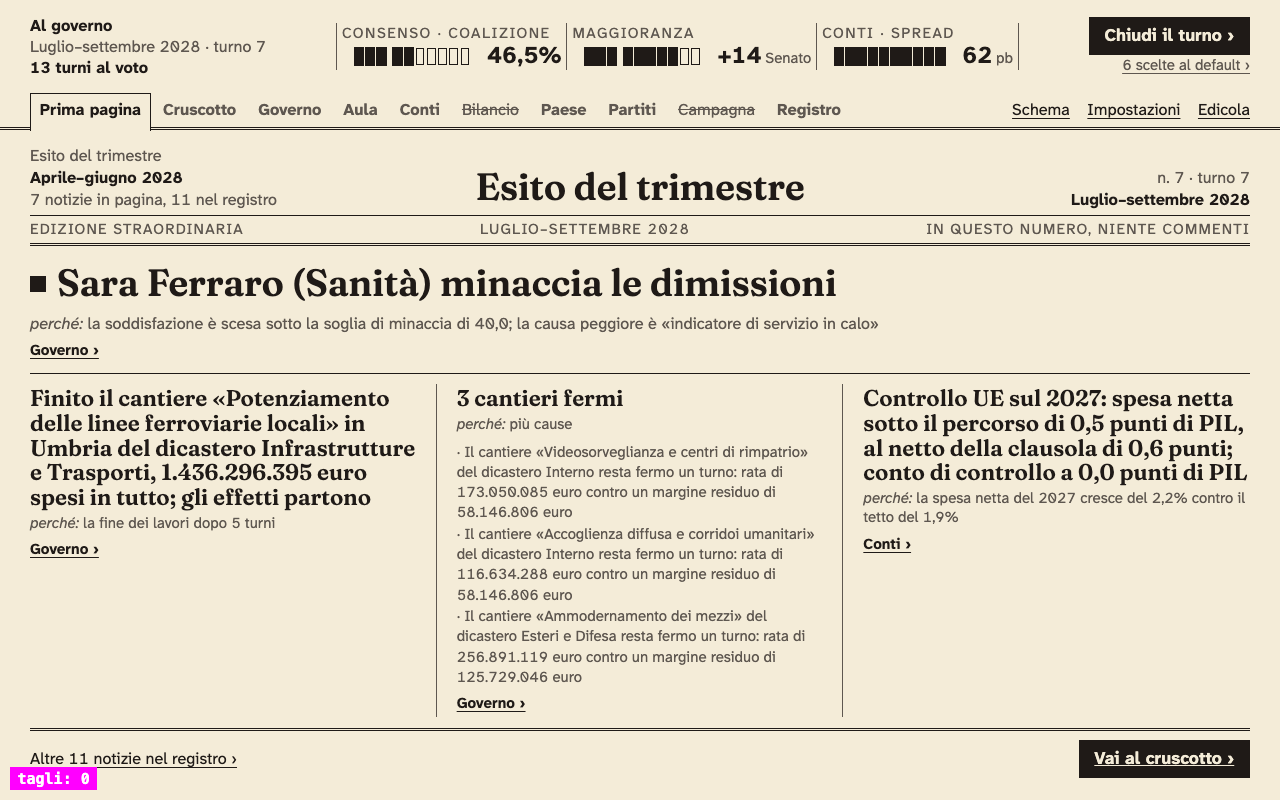 Al governo
Luglio–settembre 2028 · turno 7
13 turni al voto
CONSENSO · COALIZIONE
46,5%
MAGGIORANZA
+14 Senato
CONTI · SPREAD
62 pb
Chiudi il turno ›
6 scelte al default ›
Prima pagina
Cruscotto
Governo
Aula
Conti
Bilancio
Paese
Partiti
Campagna
Registro
Schema
Impostazioni
Edicola
Esito del trimestre
Aprile–giugno 2028
7 notizie in pagina, 11 nel registro
Esito del trimestre
n. 7 · turno 7
Luglio–settembre 2028
EDIZIONE STRAORDINARIA
LUGLIO–SETTEMBRE 2028
IN QUESTO NUMERO, NIENTE COMMENTI
Sara Ferraro (Sanità) minaccia le dimissioni
perché: la soddisfazione è scesa sotto la soglia di minaccia di 40,0; la causa peggiore è «indicatore di servizio in calo»
Governo ›
Finito il cantiere «Potenziamento
delle linee ferroviarie locali» in
Umbria del dicastero Infrastrutture
e Trasporti, 1.436.296.395 euro
spesi in tutto; gli effetti partono
perché: la fine dei lavori dopo 5 turni
Governo ›
3 cantieri fermi
perché: più cause
· Il cantiere «Videosorveglianza e centri di rimpatrio»
del dicastero Interno resta fermo un turno: rata di
173.050.085 euro contro un margine residuo di
58.146.806 euro
· Il cantiere «Accoglienza diffusa e corridoi umanitari»
del dicastero Interno resta fermo un turno: rata di
116.634.288 euro contro un margine residuo di
58.146.806 euro
· Il cantiere «Ammodernamento dei mezzi» del
dicastero Esteri e Difesa resta fermo un turno: rata di
256.891.119 euro contro un margine residuo di
125.729.046 euro
Governo ›
Controllo UE sul 2027: spesa netta
sotto il percorso di 0,5 punti di PIL,
al netto della clausola di 0,6 punti;
conto di controllo a 0,0 punti di PIL
perché: la spesa netta del 2027 cresce del 2,2% contro il
tetto del 1,9%
Conti ›
Altre 11 notizie nel registro ›
Vai al cruscotto ›
tagli: 0